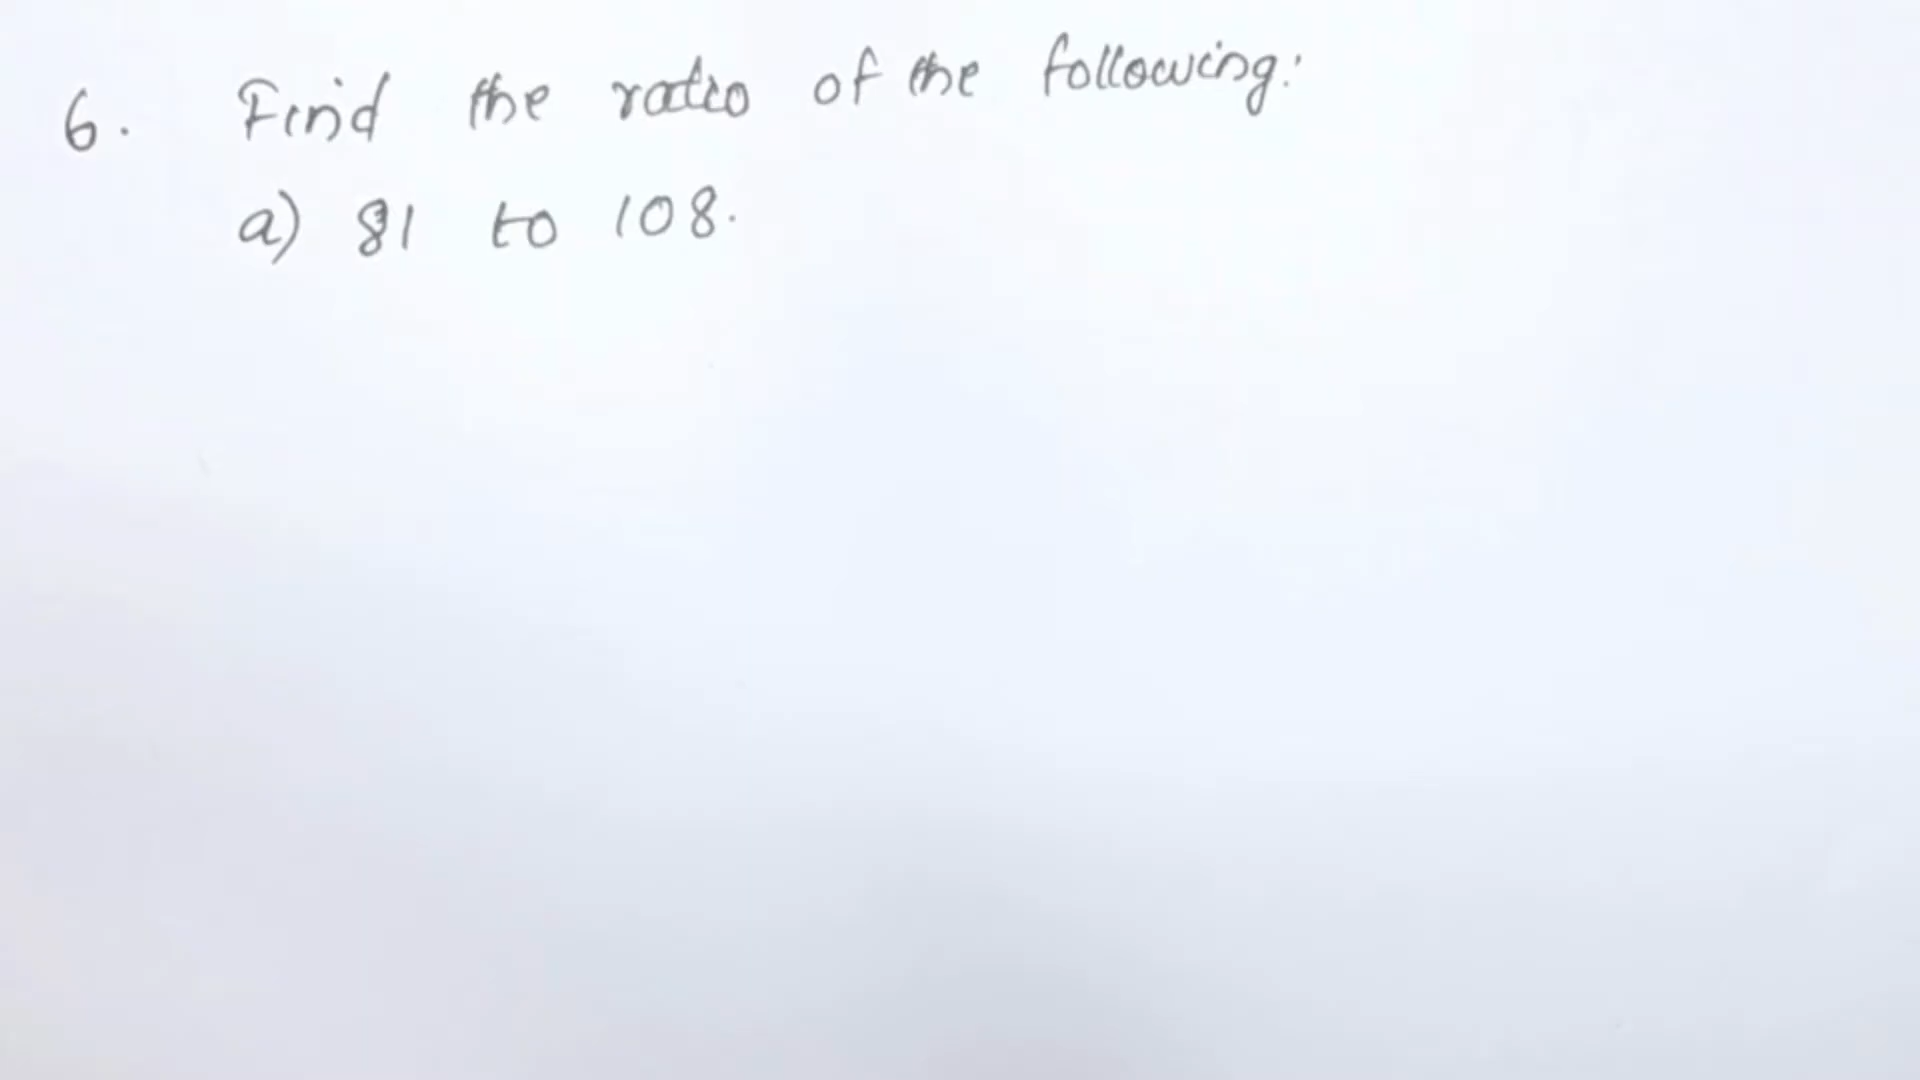 6. Find the ratio of the following:
a) 81 to 108.